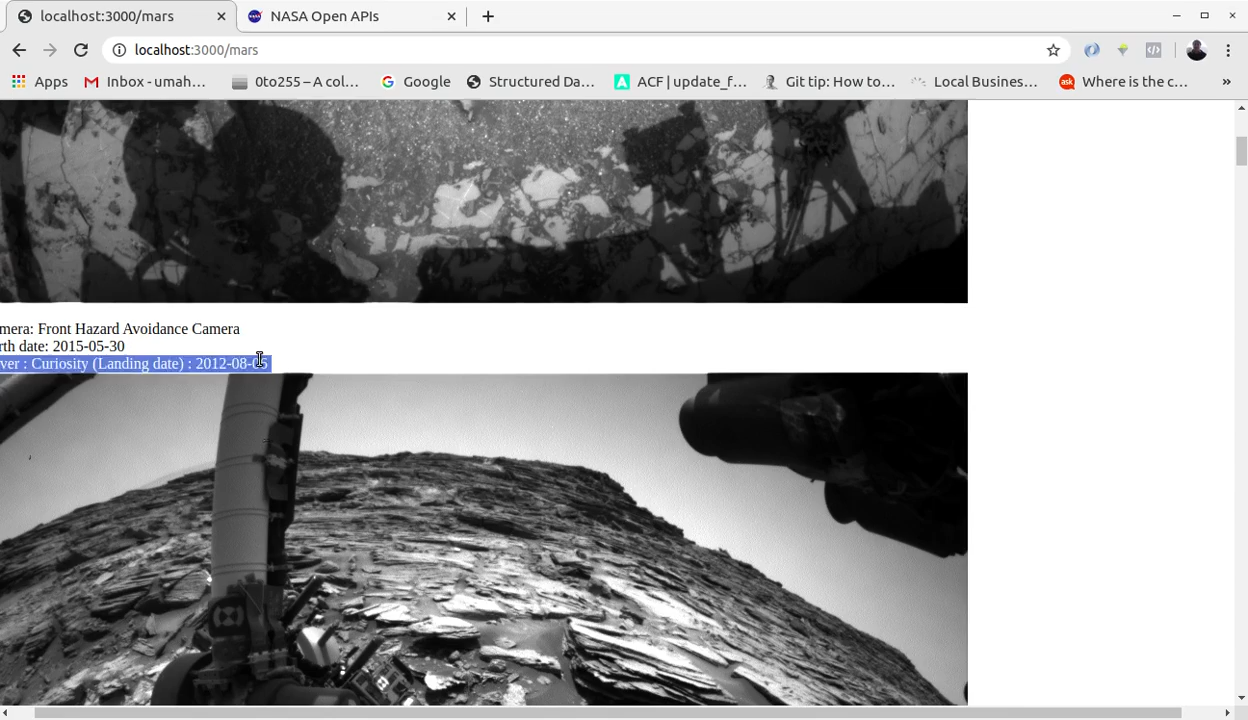 localhost:3000/mars
NASA Open APIs
localhost:3000/mars
Apps
Inbox - umah...
0to255 – A col...
Google
Structured Da...
ACF | update_f...
Git tip: How to...
Local Busines...
ask
Where is the c...
»
mera: Front Hazard Avoidance Camera
rth date: 2015-05-30
ver : Curiosity (Landing date) : 2012-08-